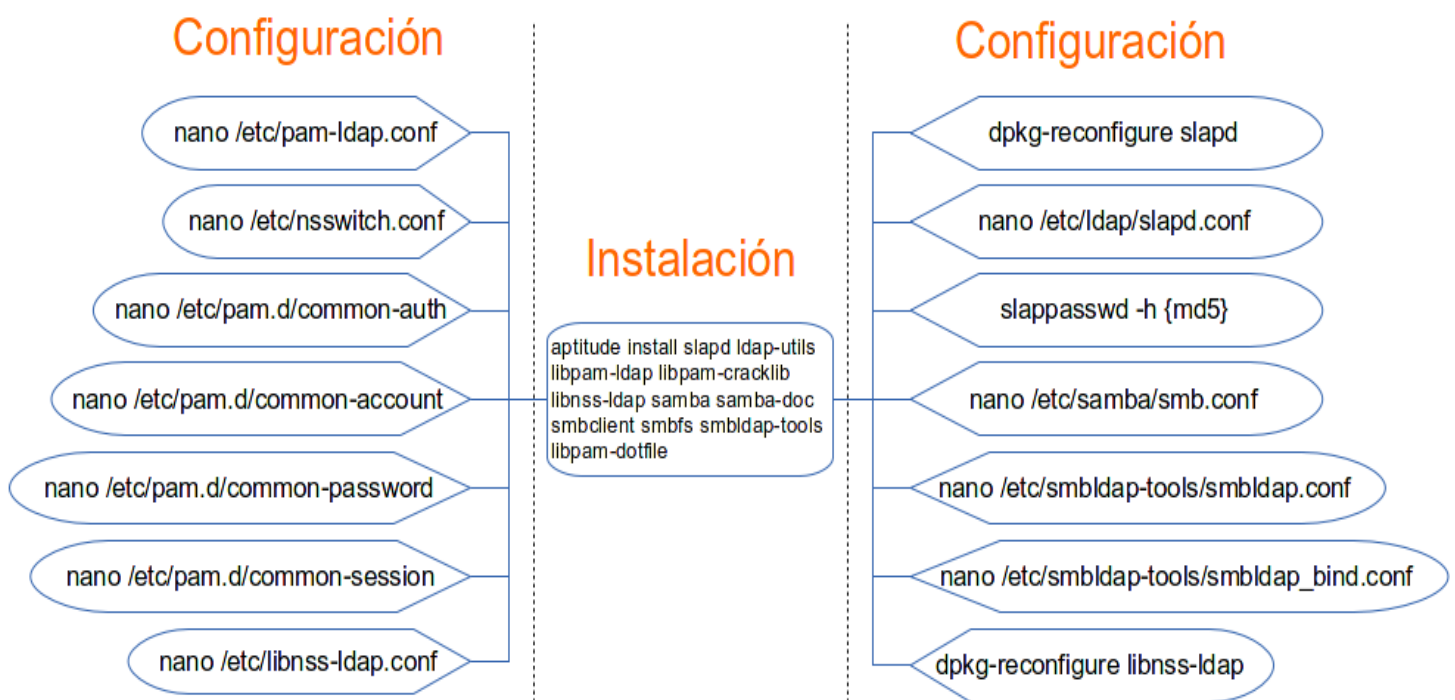 Configuración
nano /etc/pam-ldap.conf
nano /etc/nsswitch.conf
nano /etc/pam.d/common-auth
nano /etc/pam.d/common-account
nano /etc/pam.d/common-password
nano /etc/pam.d/common-session
nano /etc/libnss-ldap.conf
Instalación
aptitude install slapd ldap-utils
libpam-ldap libpam-cracklib
libnss-ldap samba samba-doc
smbclient smbfs smbldap-tools
libpam-dotfile
Configuración
dpkg-reconfigure slapd
nano /etc/ldap/slapd.conf
slappasswd -h {md5}
nano /etc/samba/smb.conf
nano /etc/smbldap-tools/smbldap.conf
nano /etc/smbldap-tools/smbldap_bind.conf
dpkg-reconfigure libnss-ldap